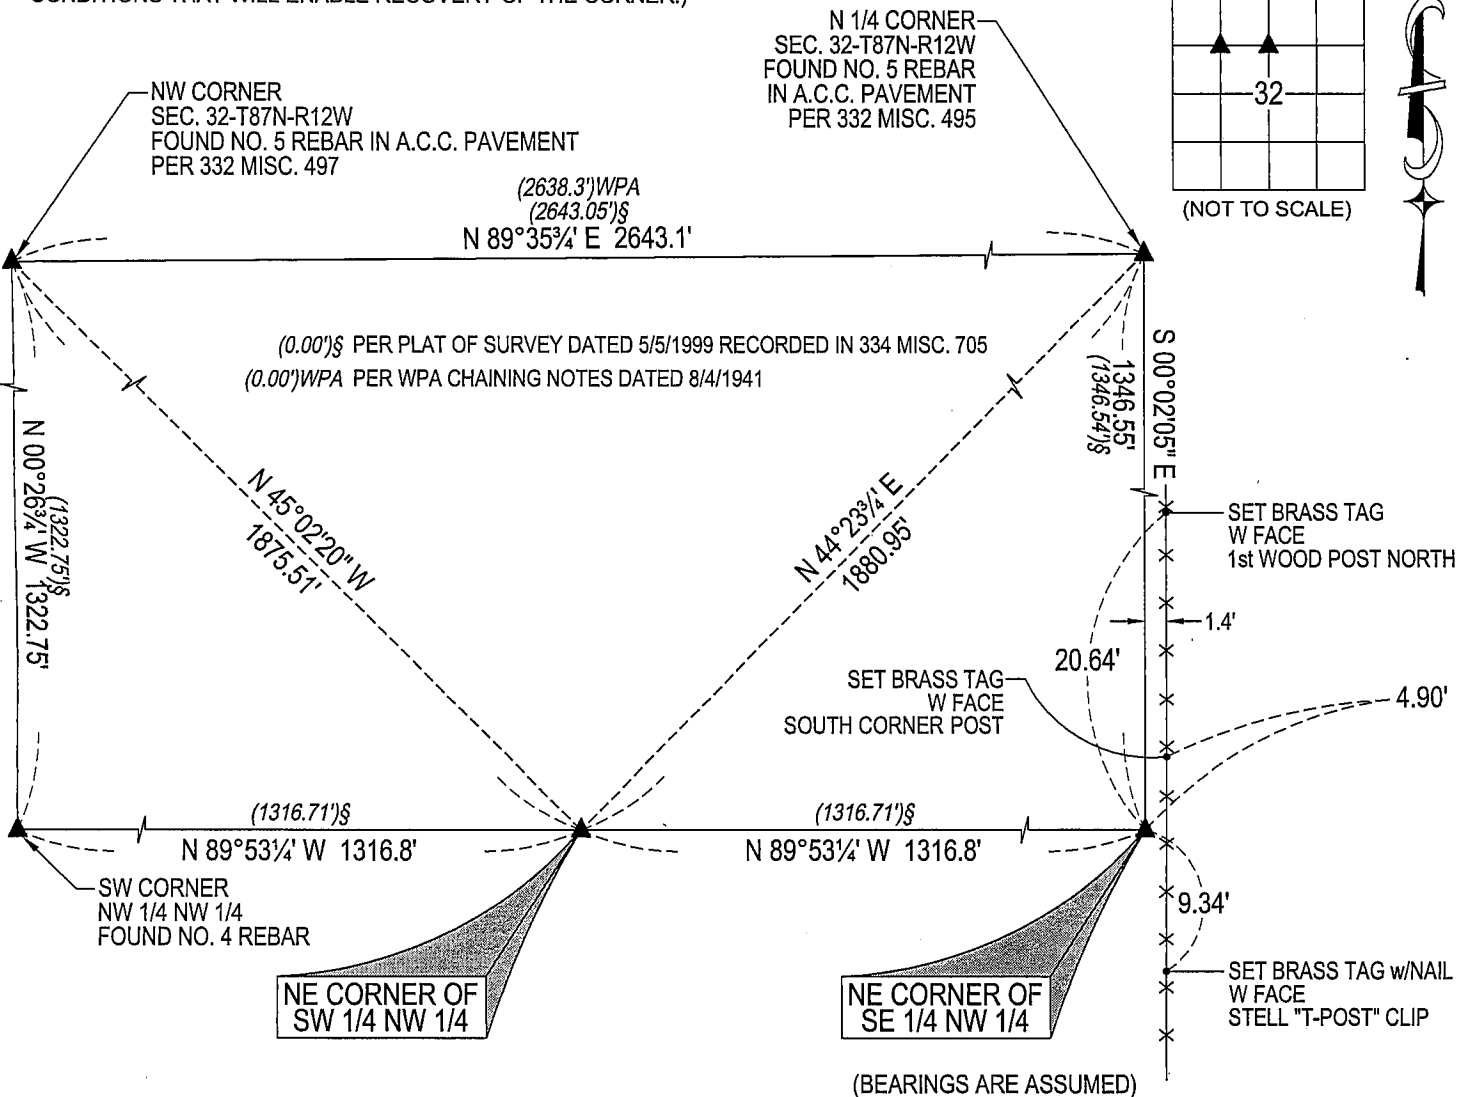 CONDITIONS THAT WILL ENABLE RECOVERY OF THE CORNER.)
N 1/4 CORNER
SEC. 32-T87N-R12W
FOUND NO. 5 REBAR
IN A.C.C. PAVEMENT
PER 332 MISC. 495
32
(NOT TO SCALE)
NW CORNER
SEC. 32-T87N-R12W
FOUND NO. 5 REBAR IN A.C.C. PAVEMENT
PER 332 MISC. 497
(2638.3')WPA
(2643.05')§
N 89°35¾' E 2643.1'
(0.00')§ PER PLAT OF SURVEY DATED 5/5/1999 RECORDED IN 334 MISC. 705
(0.00')WPA PER WPA CHAINING NOTES DATED 8/4/1941
S 00°02'05" E
1346.55'
(1346.54')§
(1322.75')§
N 00°26¾' W 1322.75'
N 45°02'20" W
1875.51'
N 44°23¾' E
1880.95'
SET BRASS TAG
W FACE
1st WOOD POST NORTH
1.4'
20.64'
SET BRASS TAG
W FACE
SOUTH CORNER POST
4.90'
(1316.71')§
N 89°53¼' W 1316.8'
(1316.71')§
N 89°53¼' W 1316.8'
SW CORNER
NW 1/4 NW 1/4
FOUND NO. 4 REBAR
9.34'
NE CORNER OF
SW 1/4 NW 1/4
NE CORNER OF
SE 1/4 NW 1/4
SET BRASS TAG w/NAIL
W FACE
STELL "T-POST" CLIP
(BEARINGS ARE ASSUMED)